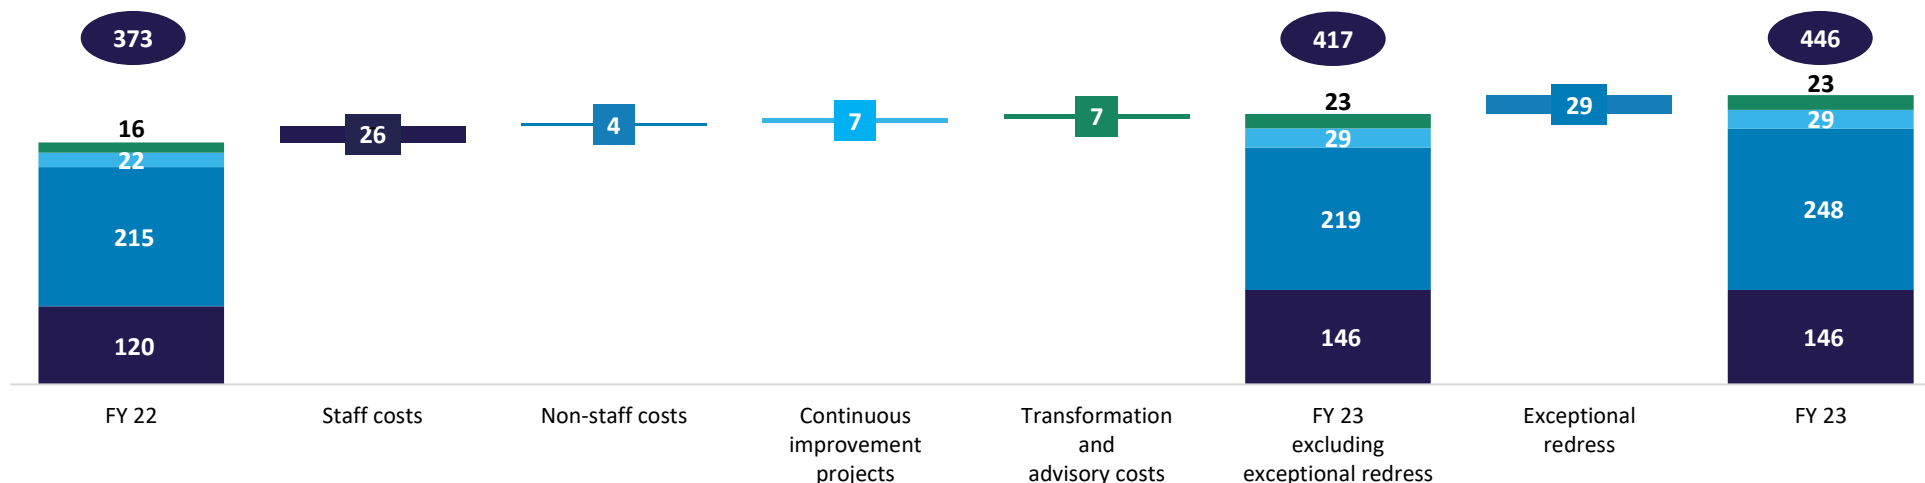 373
417
446
16
22
215
120
26
4
7
7
23
29
219
146
29
23
29
248
146
FY 22
Staff costs
Non-staff costs
Continuous
improvement
projects
Transformation
and
advisory costs
FY 23
excluding
exceptional redress
Exceptional
redress
FY 23